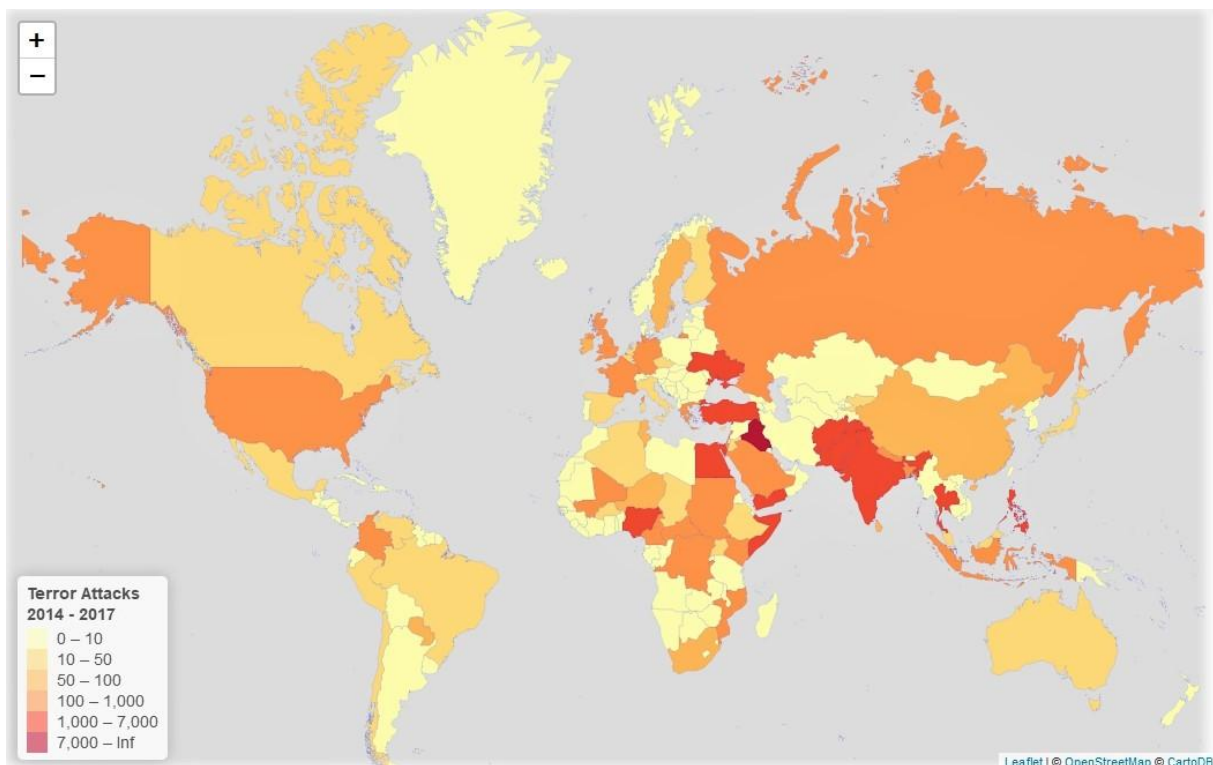 +
−
Terror Attacks
2014 - 2017
0 – 10
10 – 50
50 – 100
100 – 1,000
1,000 – 7,000
7,000 – Inf
Leaflet | © OpenStreetMap © CartoDB